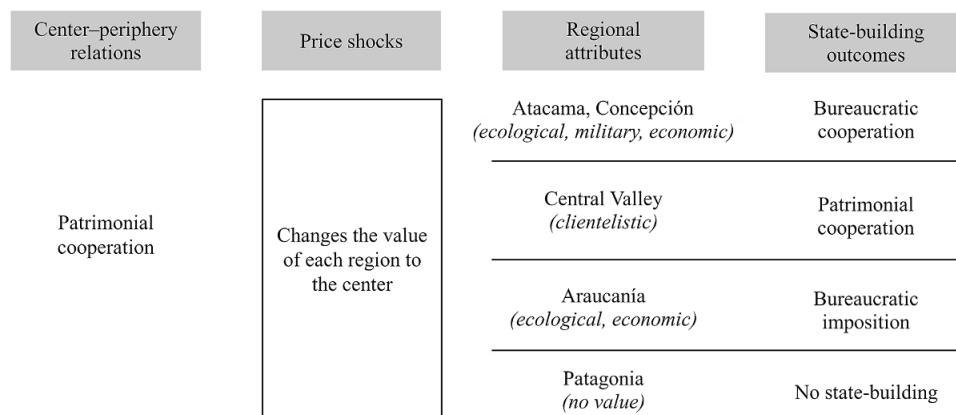 Center–periphery
relations
Price shocks
Regional
attributes
State-building
outcomes
Patrimonial
cooperation
Changes the value
of each region to
the center
Atacama, Concepción
(ecological, military, economic)
Bureaucratic
cooperation
Central Valley
(clientelistic)
Patrimonial
cooperation
Araucanía
(ecological, economic)
Bureaucratic
imposition
Patagonia
(no value)
No state-building